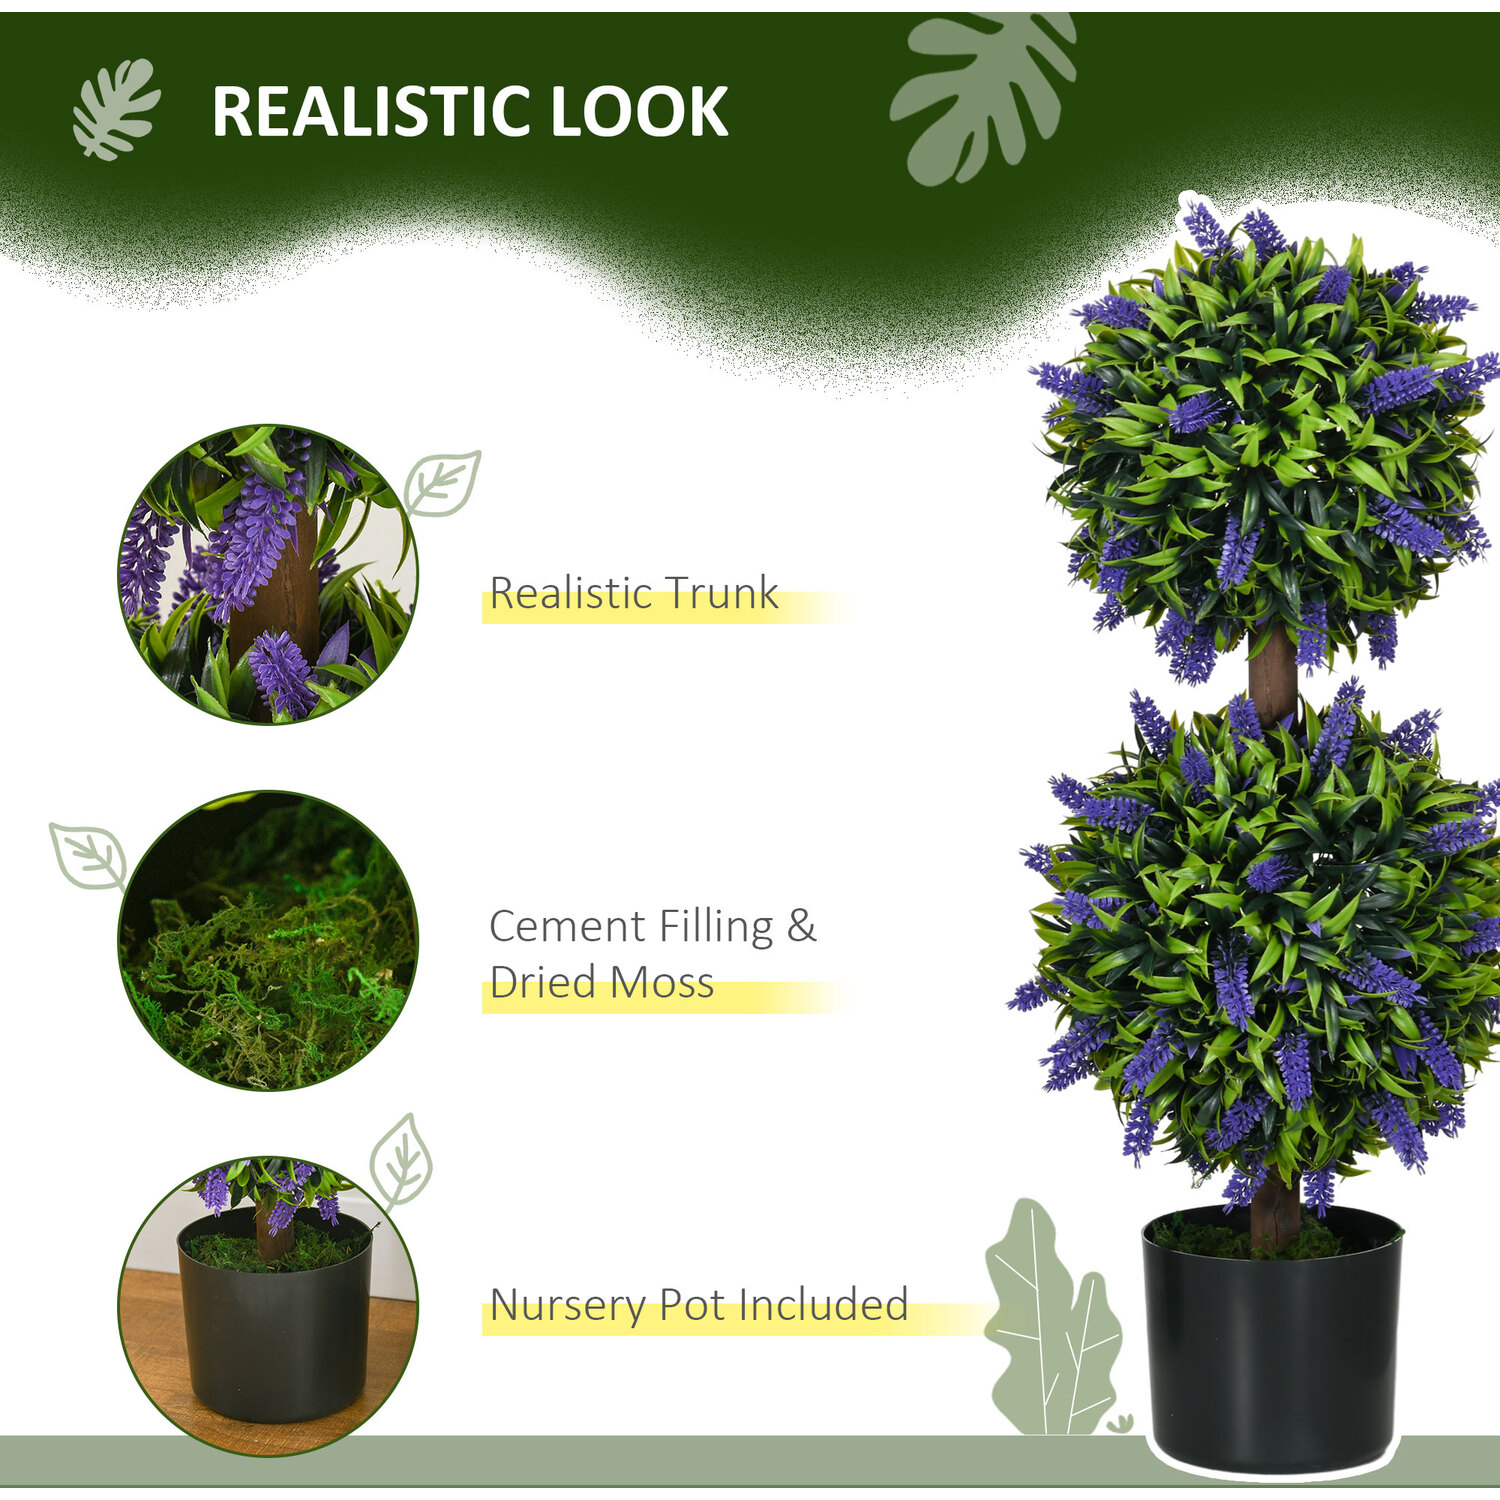 REALISTIC LOOK
Realistic Trunk
Cement Filling &
Dried Moss
Nursery Pot Included